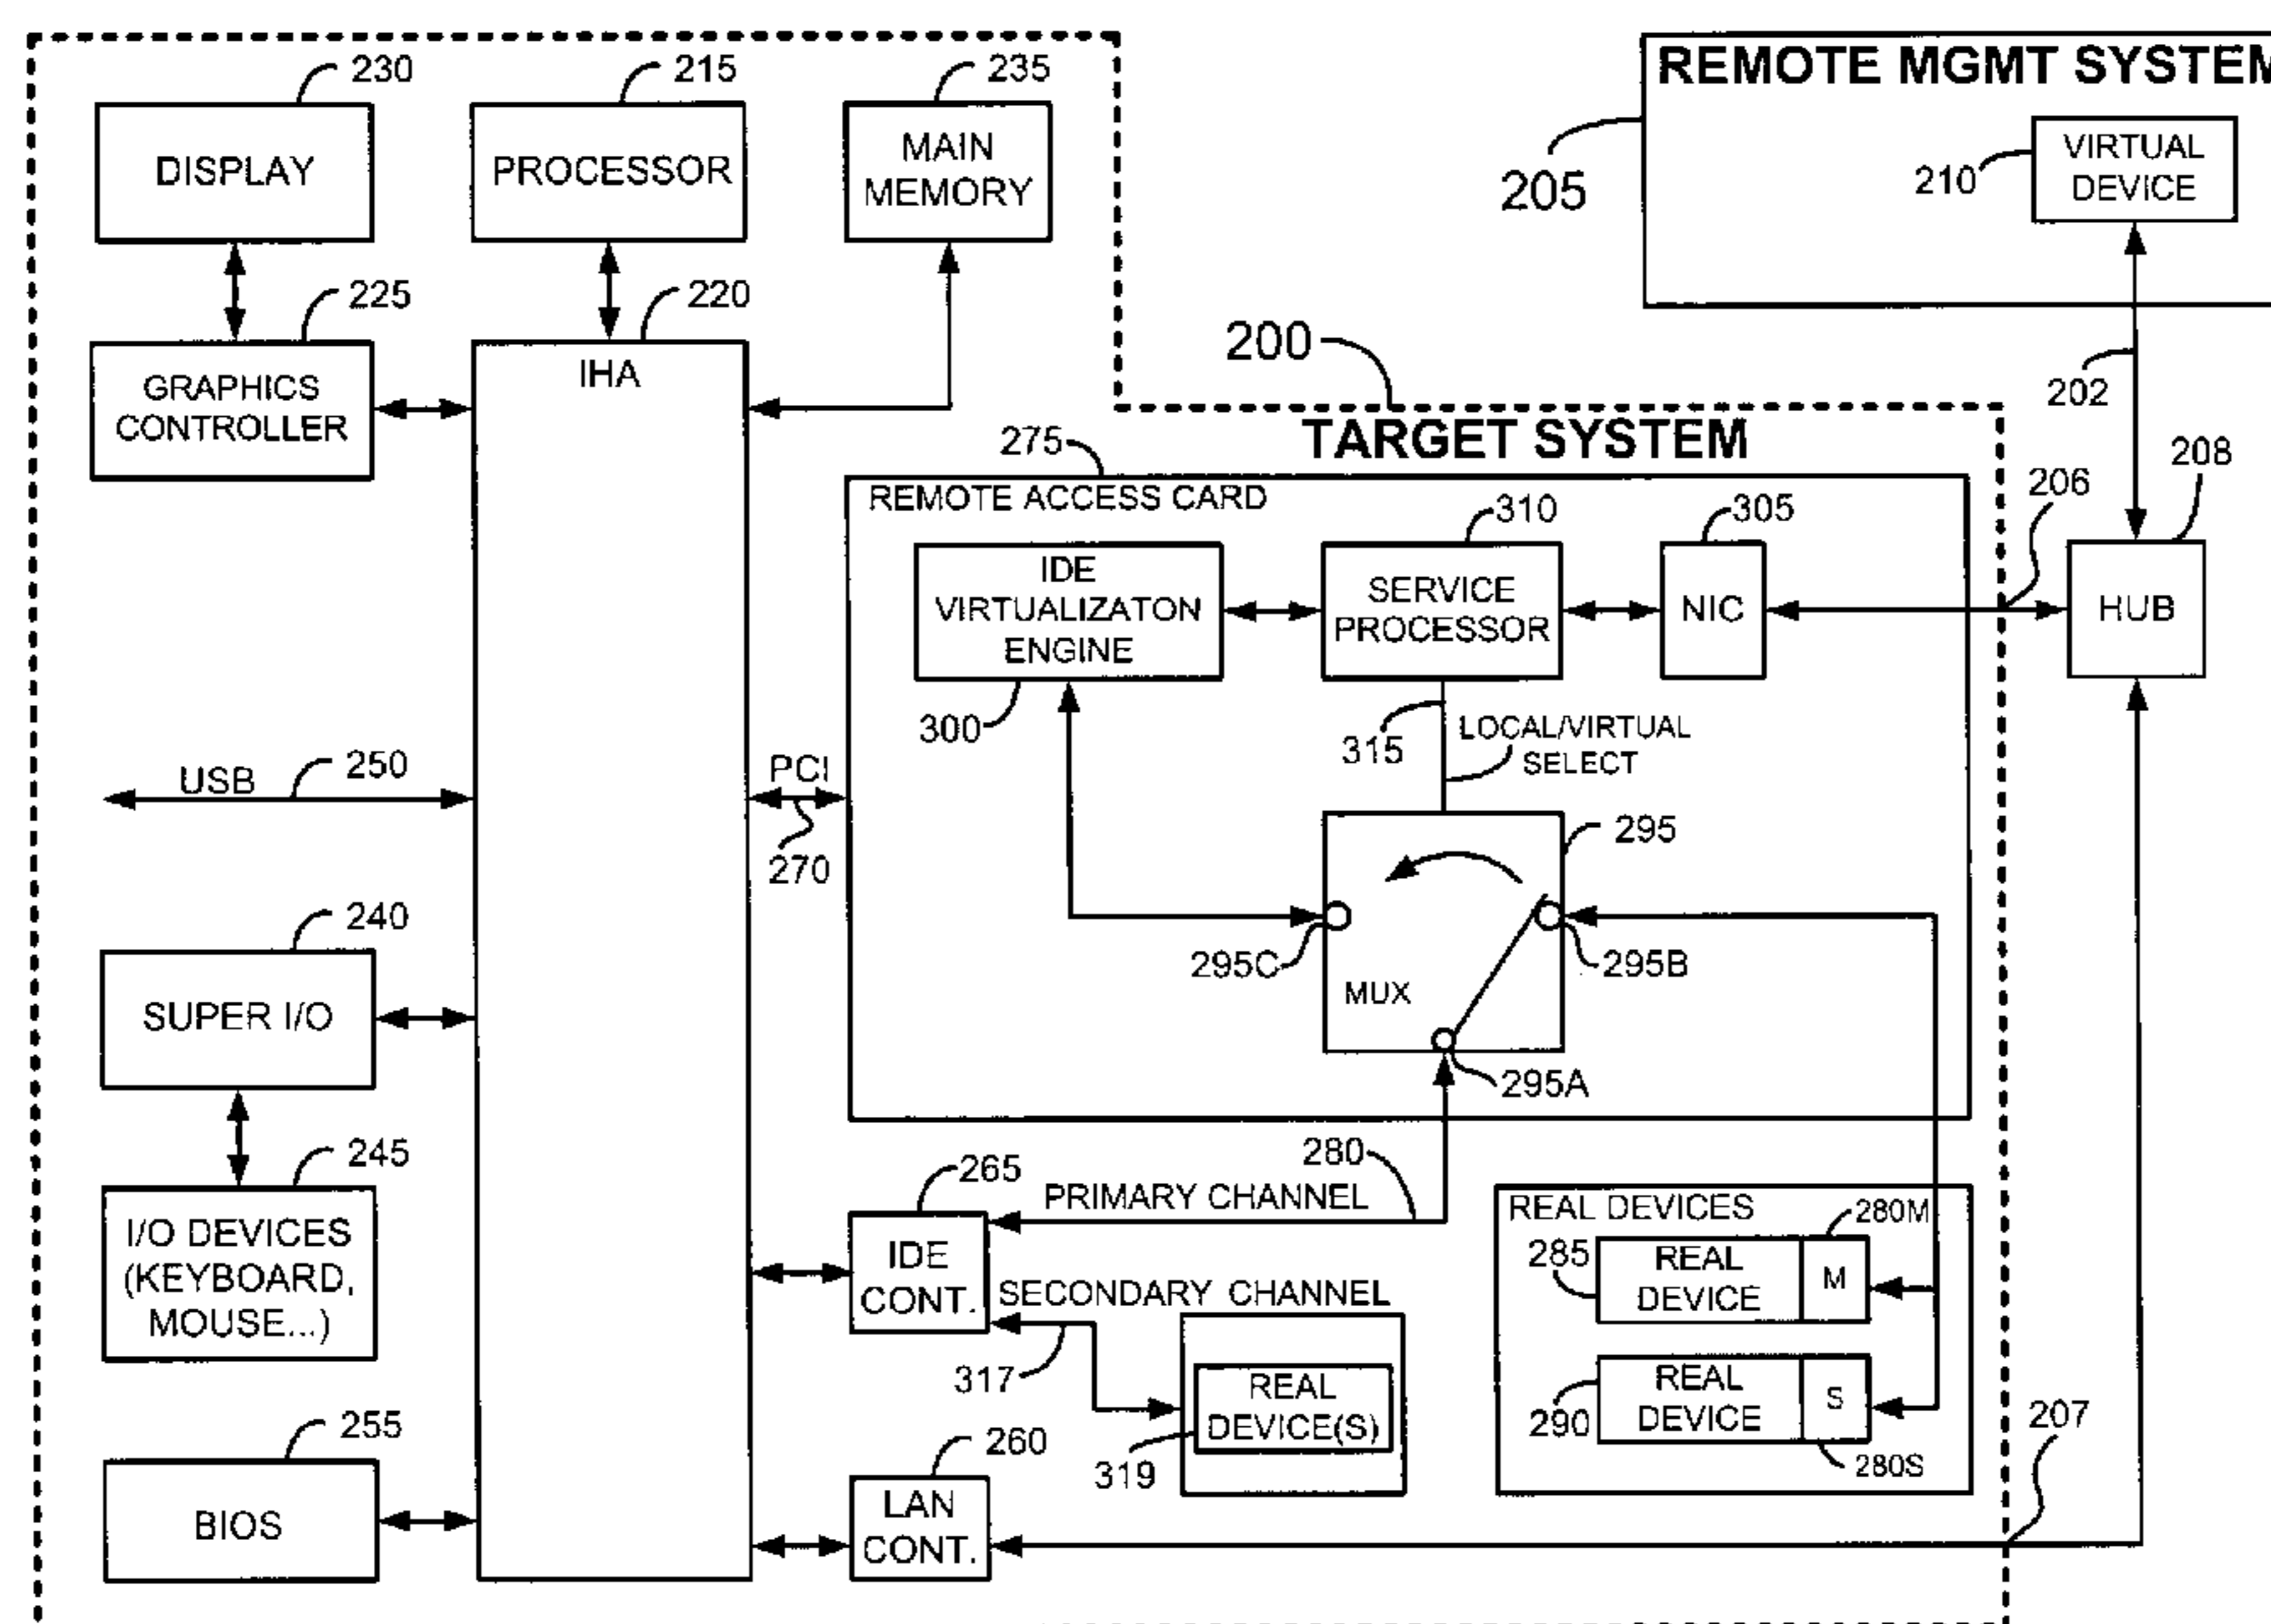 230
215
235
REMOTE MGMT SYSTEM
DISPLAY
PROCESSOR
MAIN
MEMORY
205
210
VIRTUAL
DEVICE
225
220
200
202
GRAPHICS
CONTROLLER
IHA
275
TARGET SYSTEM
206
208
REMOTE ACCESS CARD
310
305
IDE
VIRTUALIZATON
ENGINE
SERVICE
PROCESSOR
NIC
HUB
300
315
LOCAL/VIRTUAL
SELECT
USB
250
PCI
270
295
240
295C
295B
MUX
SUPER I/O
295A
245
265
280
PRIMARY CHANNEL
REAL DEVICES
280M
I/O DEVICES
(KEYBOARD,
MOUSE...)
IDE
CONT.
285
REAL
DEVICE
M
SECONDARY CHANNEL
317
REAL
DEVICE(S)
319
290
REAL
DEVICE
S
280S
207
255
260
BIOS
LAN
CONT.